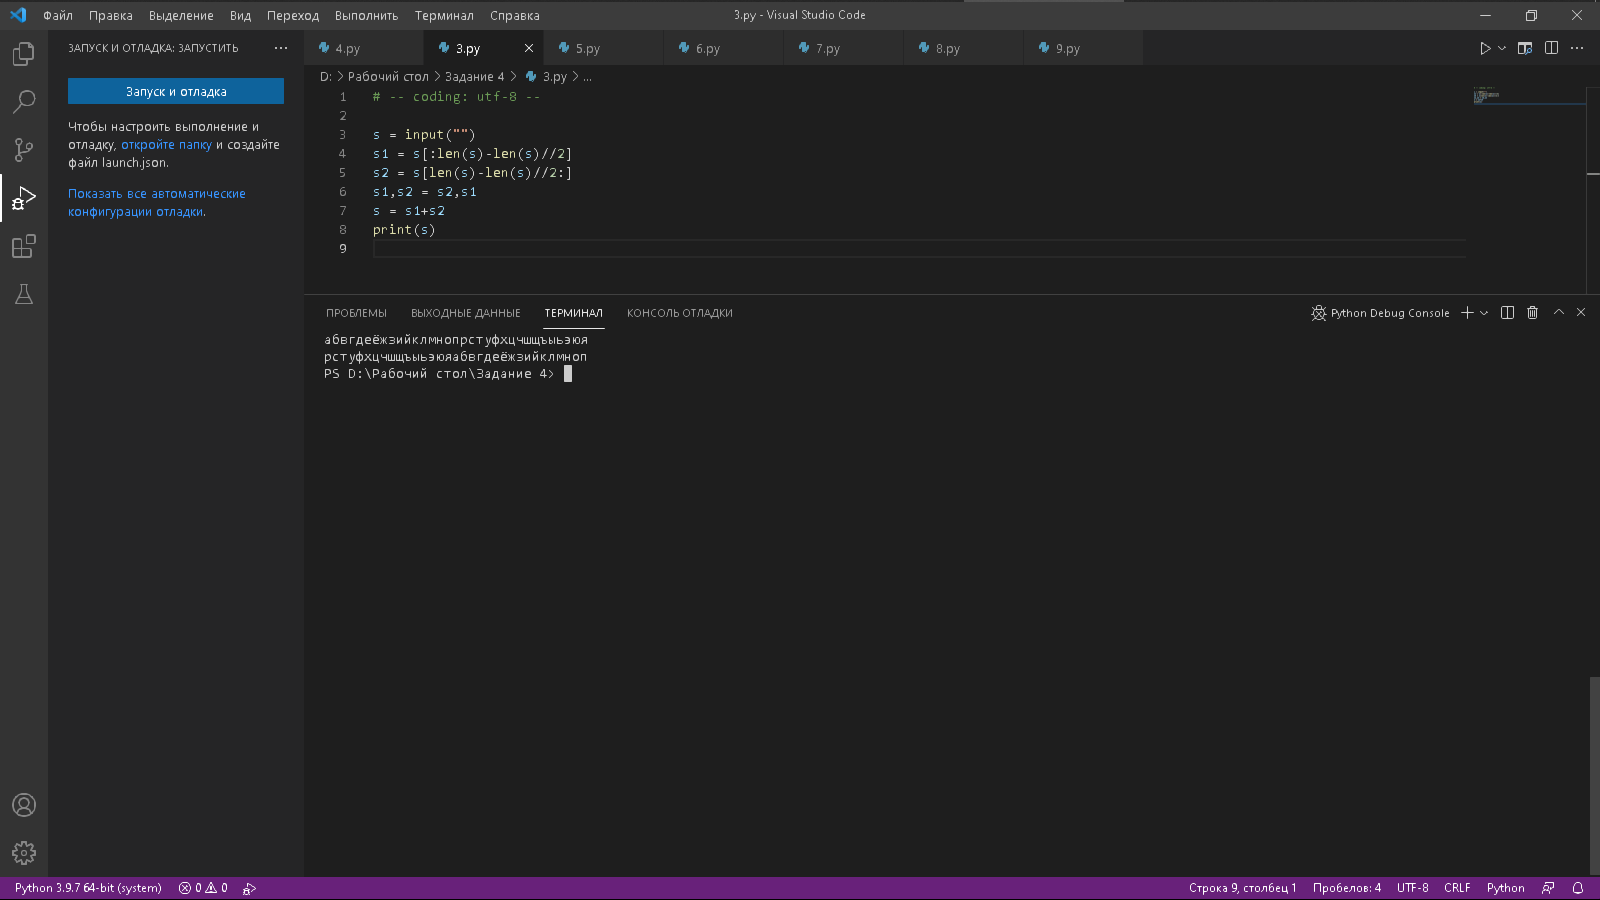 Файл Правка Выделение Вид Переход Выполнить Терминал Справка 3.py - Visual Studio Code
ЗАПУСК И ОТЛАДКА: ЗАПУСТИТЬ ···
4.py 3.py 5.py 6.py 7.py 8.py 9.py
D: > Рабочий стол > Задание 4 > 3.py > ...
Запуск и отладка
Чтобы настроить выполнение и
отладку, откройте папку и создайте
файл launch.json.
Показать все автоматические
конфигурации отладки.
1 # -- coding: utf-8 --
2
3 s = input("")
4 s1 = s[:len(s)-len(s)//2]
5 s2 = s[len(s)-len(s)//2:]
6 s1,s2 = s2,s1
7 s = s1+s2
8 print(s)
9
ПРОБЛЕМЫ ВЫХОДНЫЕ ДАННЫЕ ТЕРМИНАЛ КОНСОЛЬ ОТЛАДКИ Python Debug Console
абвгдеёжзийклмнопрстуфхцчшщъыьэюя
рстуфхцчшщъыьэюяабвгдеёжзийклмноп
PS D:\Рабочий стол\Задание 4>
Python 3.9.7 64-bit (system) 0 0 Строка 9, столбец 1 Пробелов: 4 UTF-8 CRLF Python